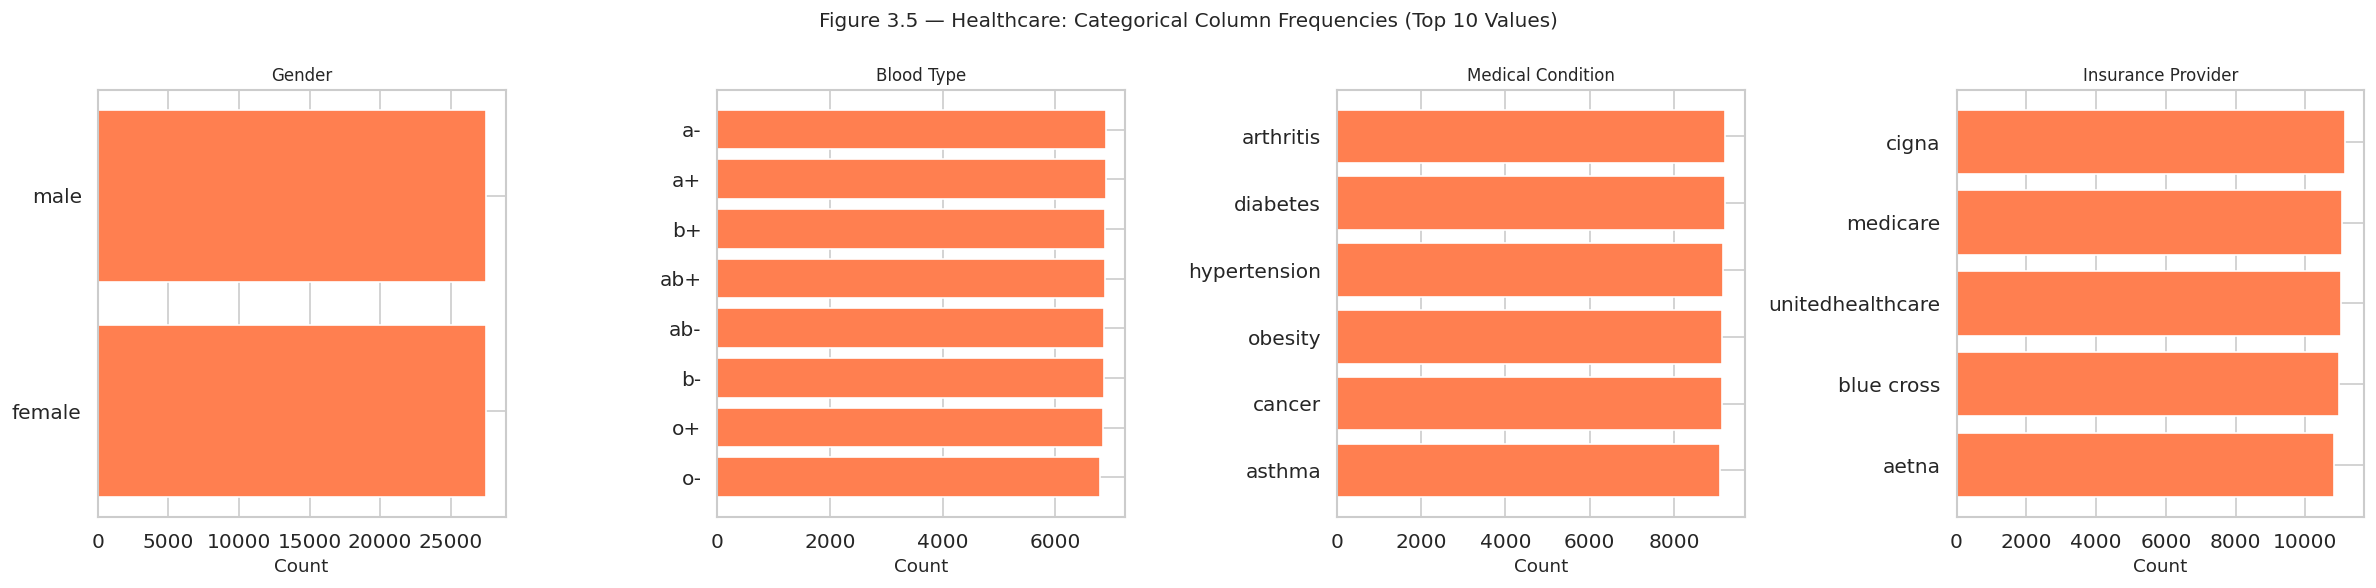 Figure 3.5 — Healthcare: Categorical Column Frequencies (Top 10 Values)
Gender
male
female
0 5000 10000 15000 20000 25000
Count
Blood Type
a-
a+
b+
ab+
ab-
b-
o+
o-
0 2000 4000 6000
Count
Medical Condition
arthritis
diabetes
hypertension
obesity
cancer
asthma
0 2000 4000 6000 8000
Count
Insurance Provider
cigna
medicare
unitedhealthcare
blue cross
aetna
0 2000 4000 6000 8000 10000
Count